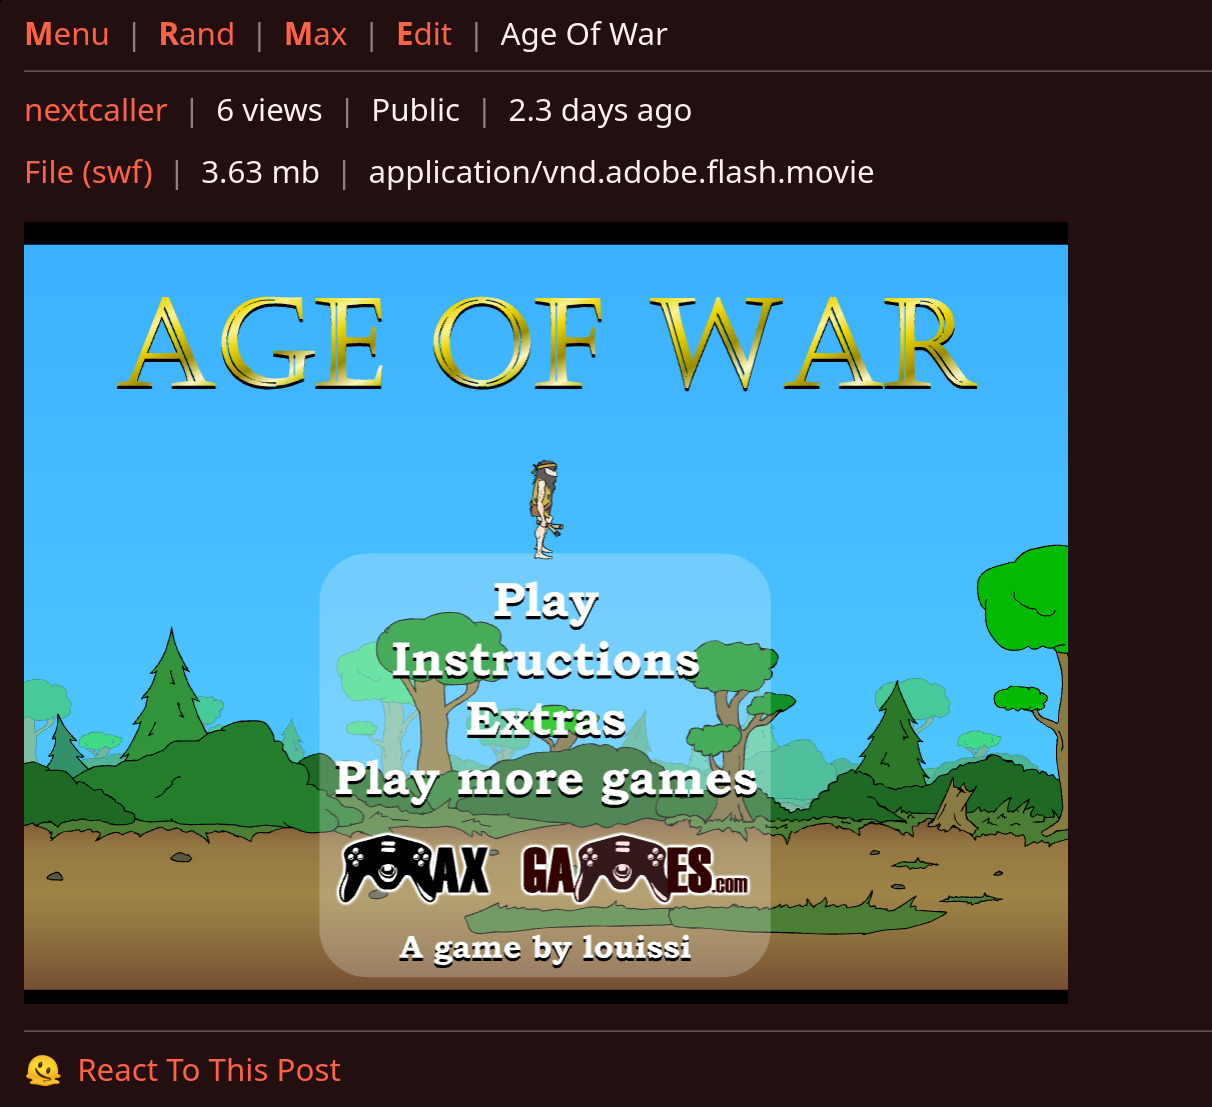 Menu | Rand | Max | Edit | Age Of War
nextcaller | 6 views | Public | 2.3 days ago
File (swf) | 3.63 mb | application/vnd.adobe.flash.movie
AGE OF WAR
Play
Instructions
Extras
Play more games
MAX GAMES.com
A game by louissi
React To This Post